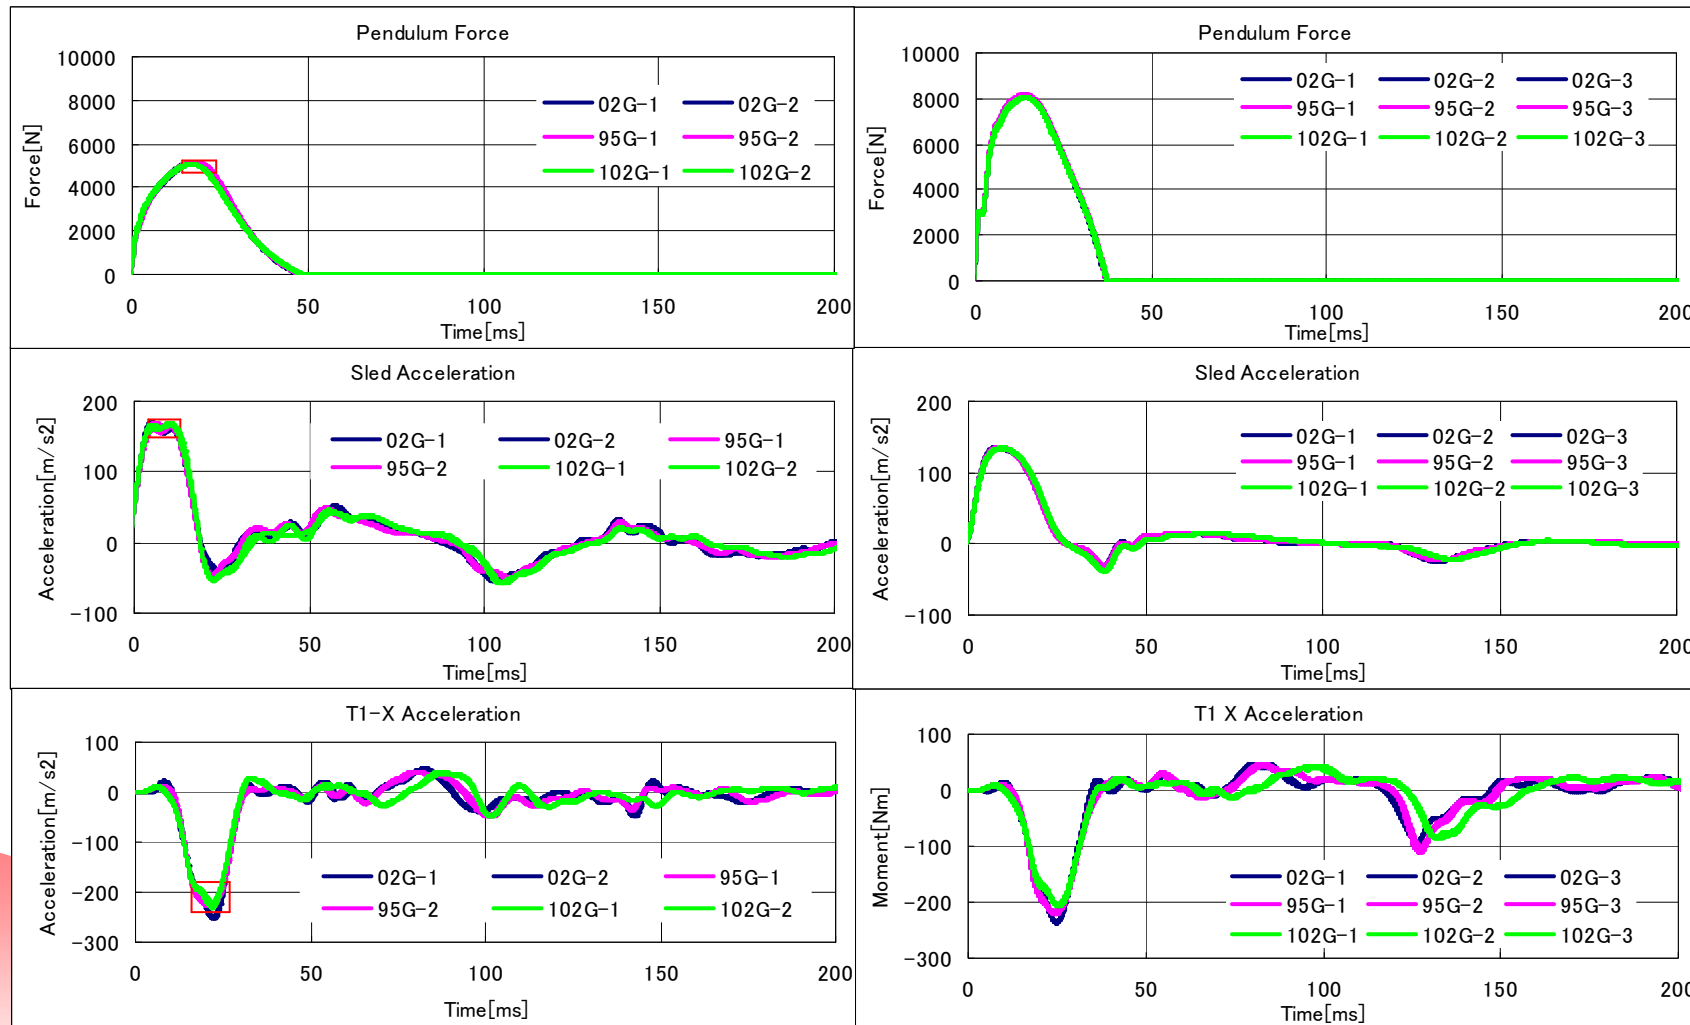 Pendulum Force
10000
8000
6000
4000
2000
0
Force[N]
02G-1 02G-2
95G-1 95G-2
102G-1 102G-2
0 50 100 150 200
Time[ms]
Pendulum Force
10000
8000
6000
4000
2000
0
Force[N]
02G-1 02G-2 02G-3
95G-1 95G-2 95G-3
102G-1 102G-2 102G-3
0 50 100 150 200
Time[ms]
Sled Acceleration
200
100
0
-100
Acceleration[m/s2]
02G-1 02G-2 95G-1
95G-2 102G-1 102G-2
0 50 100 150 200
Time[ms]
Sled Acceleration
200
100
0
-100
Acceleration[m/s2]
02G-1 02G-2 02G-3
95G-1 95G-2 95G-3
102G-1 102G-2 102G-3
0 50 100 150 200
Time[ms]
T1-X Acceleration
100
0
-100
-200
-300
Acceleration[m/s2]
02G-1 02G-2 95G-1
95G-2 102G-1 102G-2
0 50 100 150 200
Time[ms]
T1 X Acceleration
100
0
-100
-200
-300
Moment[Nm]
02G-1 02G-2 02G-3
95G-1 95G-2 95G-3
102G-1 102G-2 102G-3
0 50 100 150 200
Time[ms]